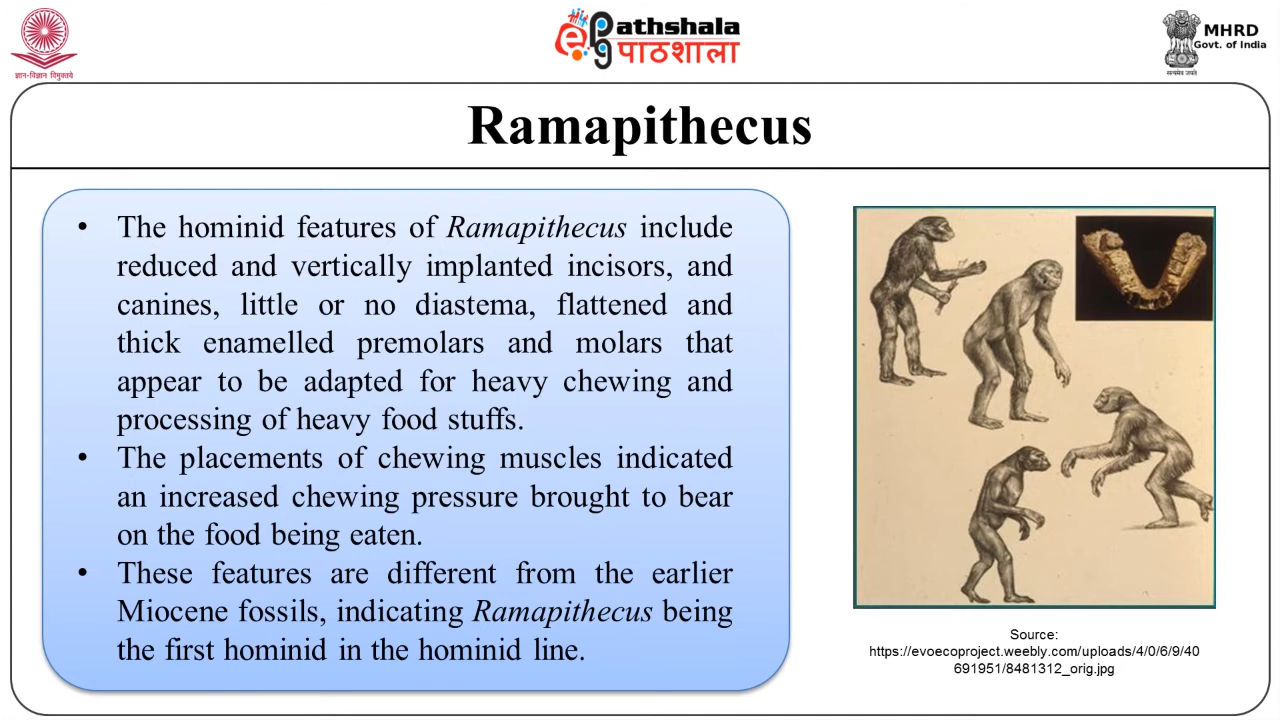 ज्ञान-विज्ञान विमुक्तये
ePathshala
पाठशाला
MHRD
Govt. of India
सत्यमेव जयते
Ramapithecus
• The hominid features of Ramapithecus include
reduced and vertically implanted incisors, and
canines, little or no diastema, flattened and
thick enamelled premolars and molars that
appear to be adapted for heavy chewing and
processing of heavy food stuffs.
• The placements of chewing muscles indicated
an increased chewing pressure brought to bear
on the food being eaten.
• These features are different from the earlier
Miocene fossils, indicating Ramapithecus being
the first hominid in the hominid line.
Source:
https://evoecoproject.weebly.com/uploads/4/0/6/9/40
691951/8481312_orig.jpg